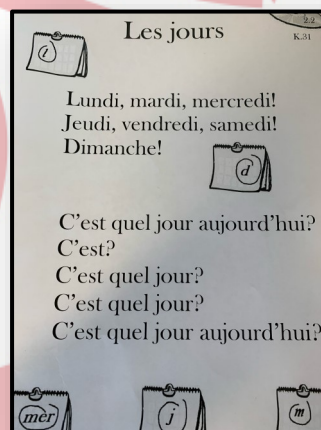 2.2
K.31
Les jours
Lundi, mardi, mercredi!
Jeudi, vendredi, samedi!
Dimanche!
d
C'est quel jour aujourd'hui?
C'est?
C'est quel jour?
C'est quel jour?
C'est quel jour aujourd'hui?
mer
j
m